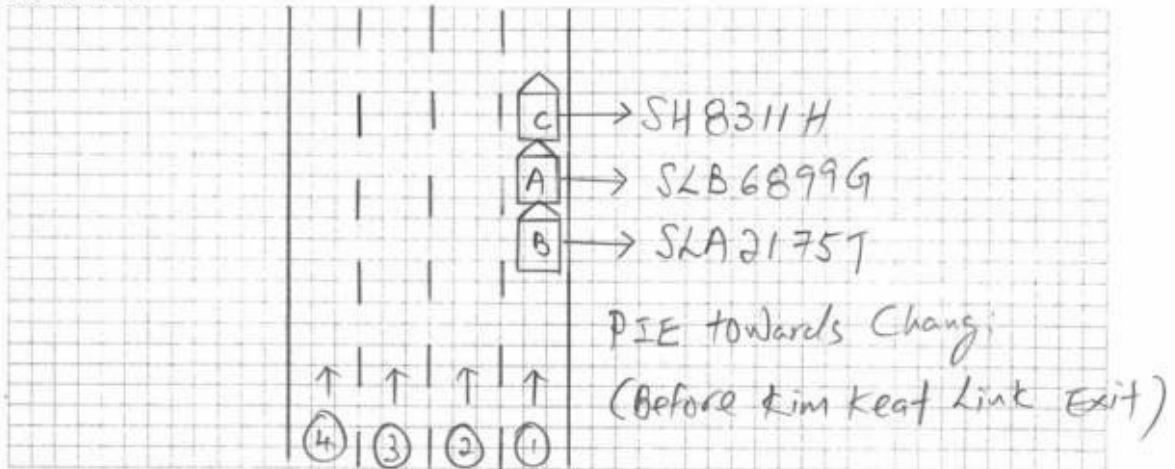 C → SH8311H
A → SLB6899G
B → SLA2175T
PIE towards Changi
(Before Kim Keat Link Exit)
4 3 2 1